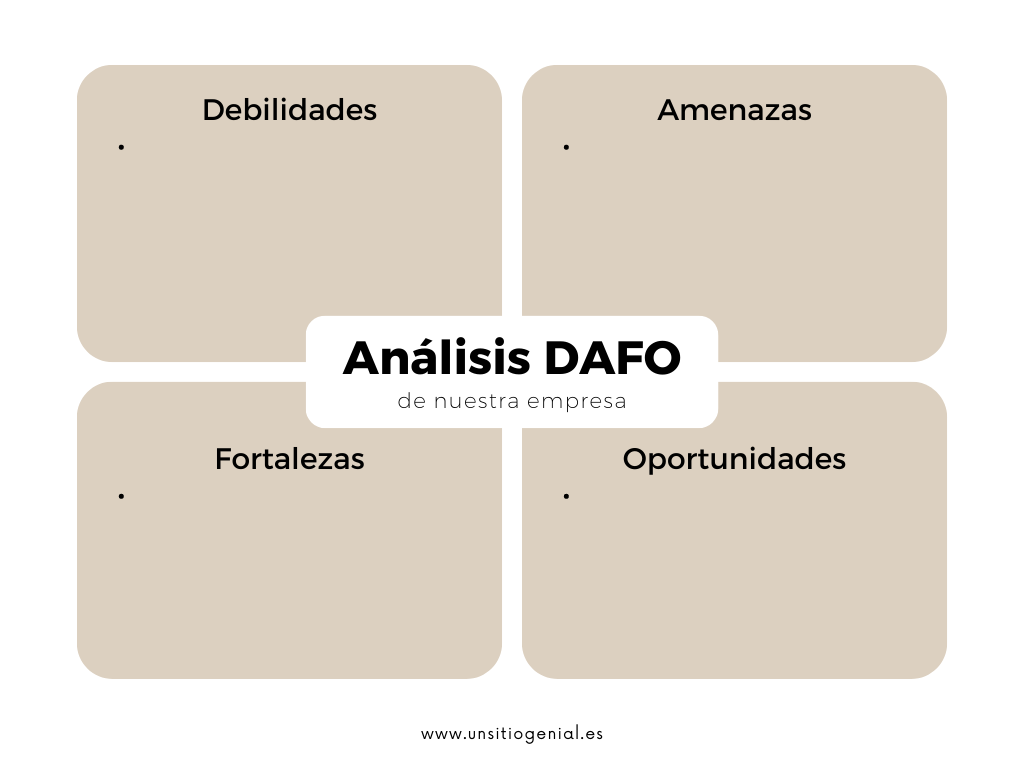 Debilidades
•
Amenazas
•
Análisis DAFO
de nuestra empresa
Fortalezas
•
Oportunidades
•
www.unsitiogenial.es